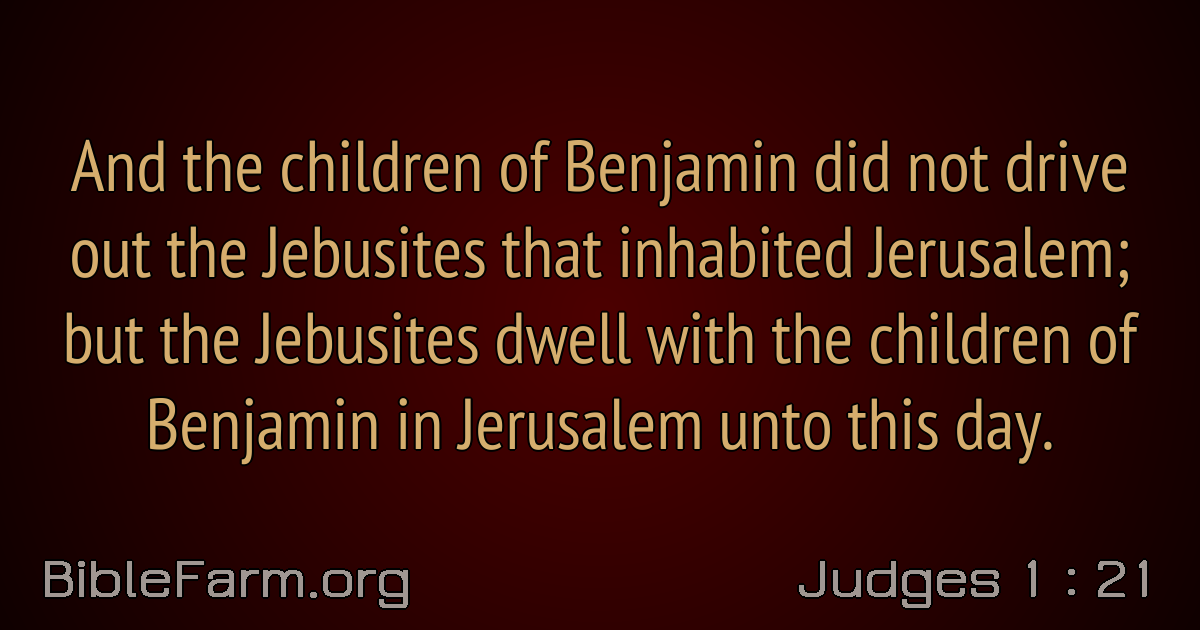 And the children of Benjamin did not drive
out the Jebusites that inhabited Jerusalem;
but the Jebusites dwell with the children of
Benjamin in Jerusalem unto this day.
BibleFarm.org
Judges 1 : 21